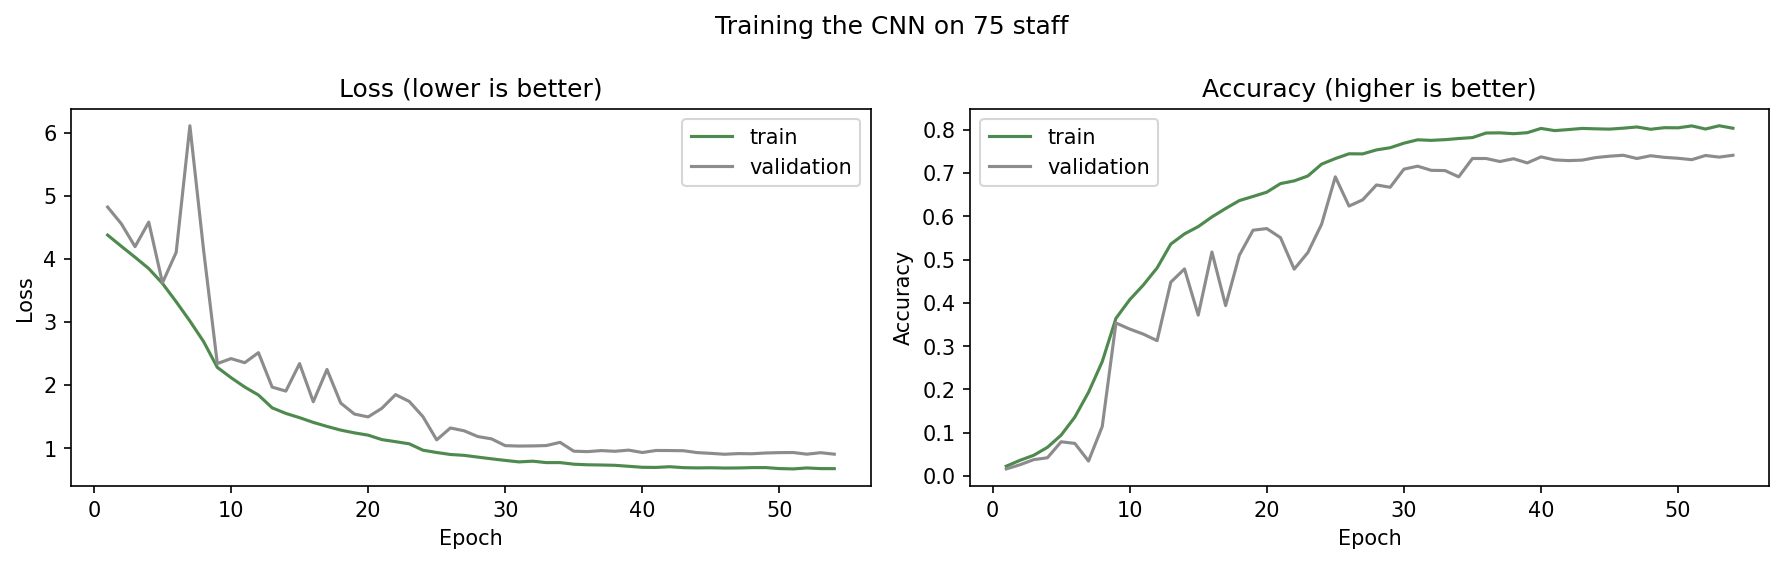 Training the CNN on 75 staff
Loss (lower is better)
6
5
4
3
2
1
Loss
train
validation
0 10 20 30 40 50
Epoch
Accuracy (higher is better)
0.8
0.7
0.6
0.5
0.4
0.3
0.2
0.1
0.0
Accuracy
train
validation
0 10 20 30 40 50
Epoch